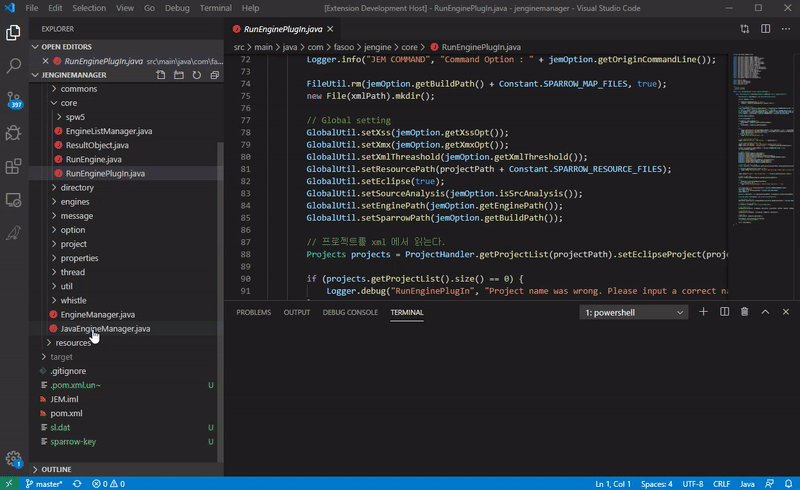 File Edit Selection View Go Debug Terminal Help
[Extension Development Host] - RunEnginePlugIn.java - jenginemanager - Visual Studio Code
EXPLORER
OPEN EDITORS
RunEnginePlugIn.java src\main\java\com\fa...
JENGINEMANAGER
commons
core
spw5
EngineListManager.java
ResultObject.java
RunEngine.java
RunEnginePlugIn.java
directory
engines
message
option
project
properties
thread
util
whistle
EngineManager.java
JavaEngineManager.java
resources
target
.gitignore
.pom.xml.un~ U
JEM.iml
pom.xml
sl.dat U
sparrow-key U
OUTLINE
397
1
RunEnginePlugIn.java
src > main > java > com > fasoo > jengine > core > RunEnginePlugIn.java
72 Logger.info("JEM COMMAND", "Command Option : " + jemOption.getOriginCommandLine());
73
74 FileUtil.rm(jemOption.getBuildPath() + Constant.SPARROW_MAP_FILES, true);
75 new File(xmlPath).mkdir();
76
77 // Global setting
78 GlobalUtil.setXss(jemOption.getXssOpt());
79 GlobalUtil.setXmx(jemOption.getXmxOpt());
80 GlobalUtil.setXmlThreashold(jemOption.getXmlThreshold());
81 GlobalUtil.setResourcePath(projectPath + Constant.SPARROW_RESOURCE_FILES);
82 GlobalUtil.setEclipse(true);
83 GlobalUtil.setSourceAnalysis(jemOption.isSrcAnalysis());
84 GlobalUtil.setEnginePath(jemOption.getEnginePath());
85 GlobalUtil.setSparrowPath(jemOption.getBuildPath());
86
87 // 프로젝트를 xml 에서 읽는다.
88 Projects projects = ProjectHandler.getProjectList(projectPath).setEclipseProject(proj
89
90 if (projects.getProjectList().size() == 0) {
91 Logger.debug("RunEnginePlugIn", "Project name was wrong. Please input a correct na
PROBLEMS OUTPUT DEBUG CONSOLE TERMINAL
1: powershell
master* 0 0 Ln 1, Col 1 Spaces: 4 UTF-8 CRLF Java